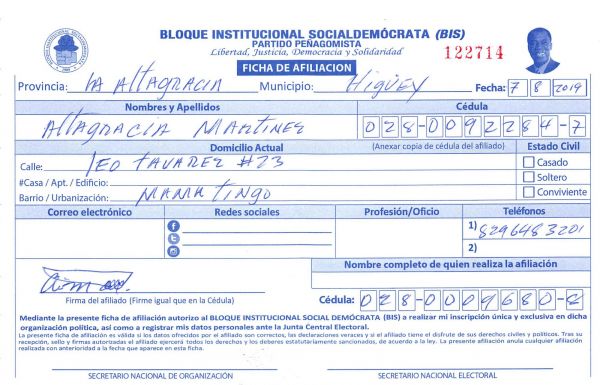 BLOQUE INSTITUCIONAL SOCIALDEMÓCRATA (BIS)
PARTIDO PEÑAGOMISTA
Libertad, Justicia, Democracia y Solidaridad
122714
FICHA DE AFILIACION
Provincia: LA ALTAGRACIA Municipio: HIGÜEY Fecha: 7 8 2019
Nombres y Apellidos Cédula
ALTAGRACIA MARTINEZ 028-0092284-7
Domicilio Actual (Anexar copia de cédula del afiliado) Estado Civil
Calle: LEO TAVAREZ #23 Casado
#Casa / Apt. / Edificio: Soltero
Barrio / Urbanización: MAMA TINGO Conviviente
Correo electrónico Redes sociales Profesión/Oficio Teléfonos
1) 829 648 3201
2)
Nombre completo de quien realiza la afiliación
Firma del afiliado (Firme igual que en la Cédula) Cédula: 028-0009680-2
Mediante la presente ficha de afiliación autorizo al BLOQUE INSTITUCIONAL SOCIAL DEMÓCRATA (BIS) a realizar mi inscripción única y exclusiva en dicha
organización política, así como a registrar mis datos personales ante la Junta Central Electoral.
La presente ficha de afiliación es válida si los datos ofrecidos por el afiliado son correctos, las declaraciones veraces y si el afiliado tiene el disfrute de sus derechos civiles y políticos. Tras su
recepción, sello y firmas autorizadas el afiliado ejercerá todos los derechos y los deberes estatutariamente sancionados, de acuerdo a la ley. La presente afiliación anula cualquier afiliación
realizada con anterioridad a la fecha que aparece en esta ficha.
SECRETARIO NACIONAL DE ORGANIZACIÓN SECRETARIO NACIONAL ELECTORAL